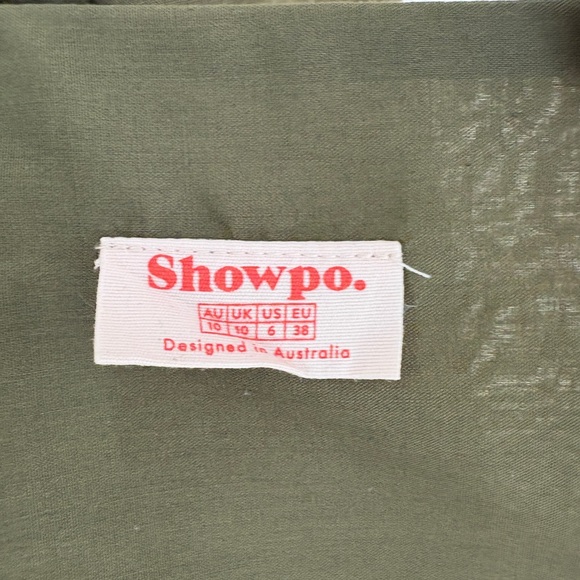 Showpo.
AU UK US EU
10 10 6 38
Designed in Australia